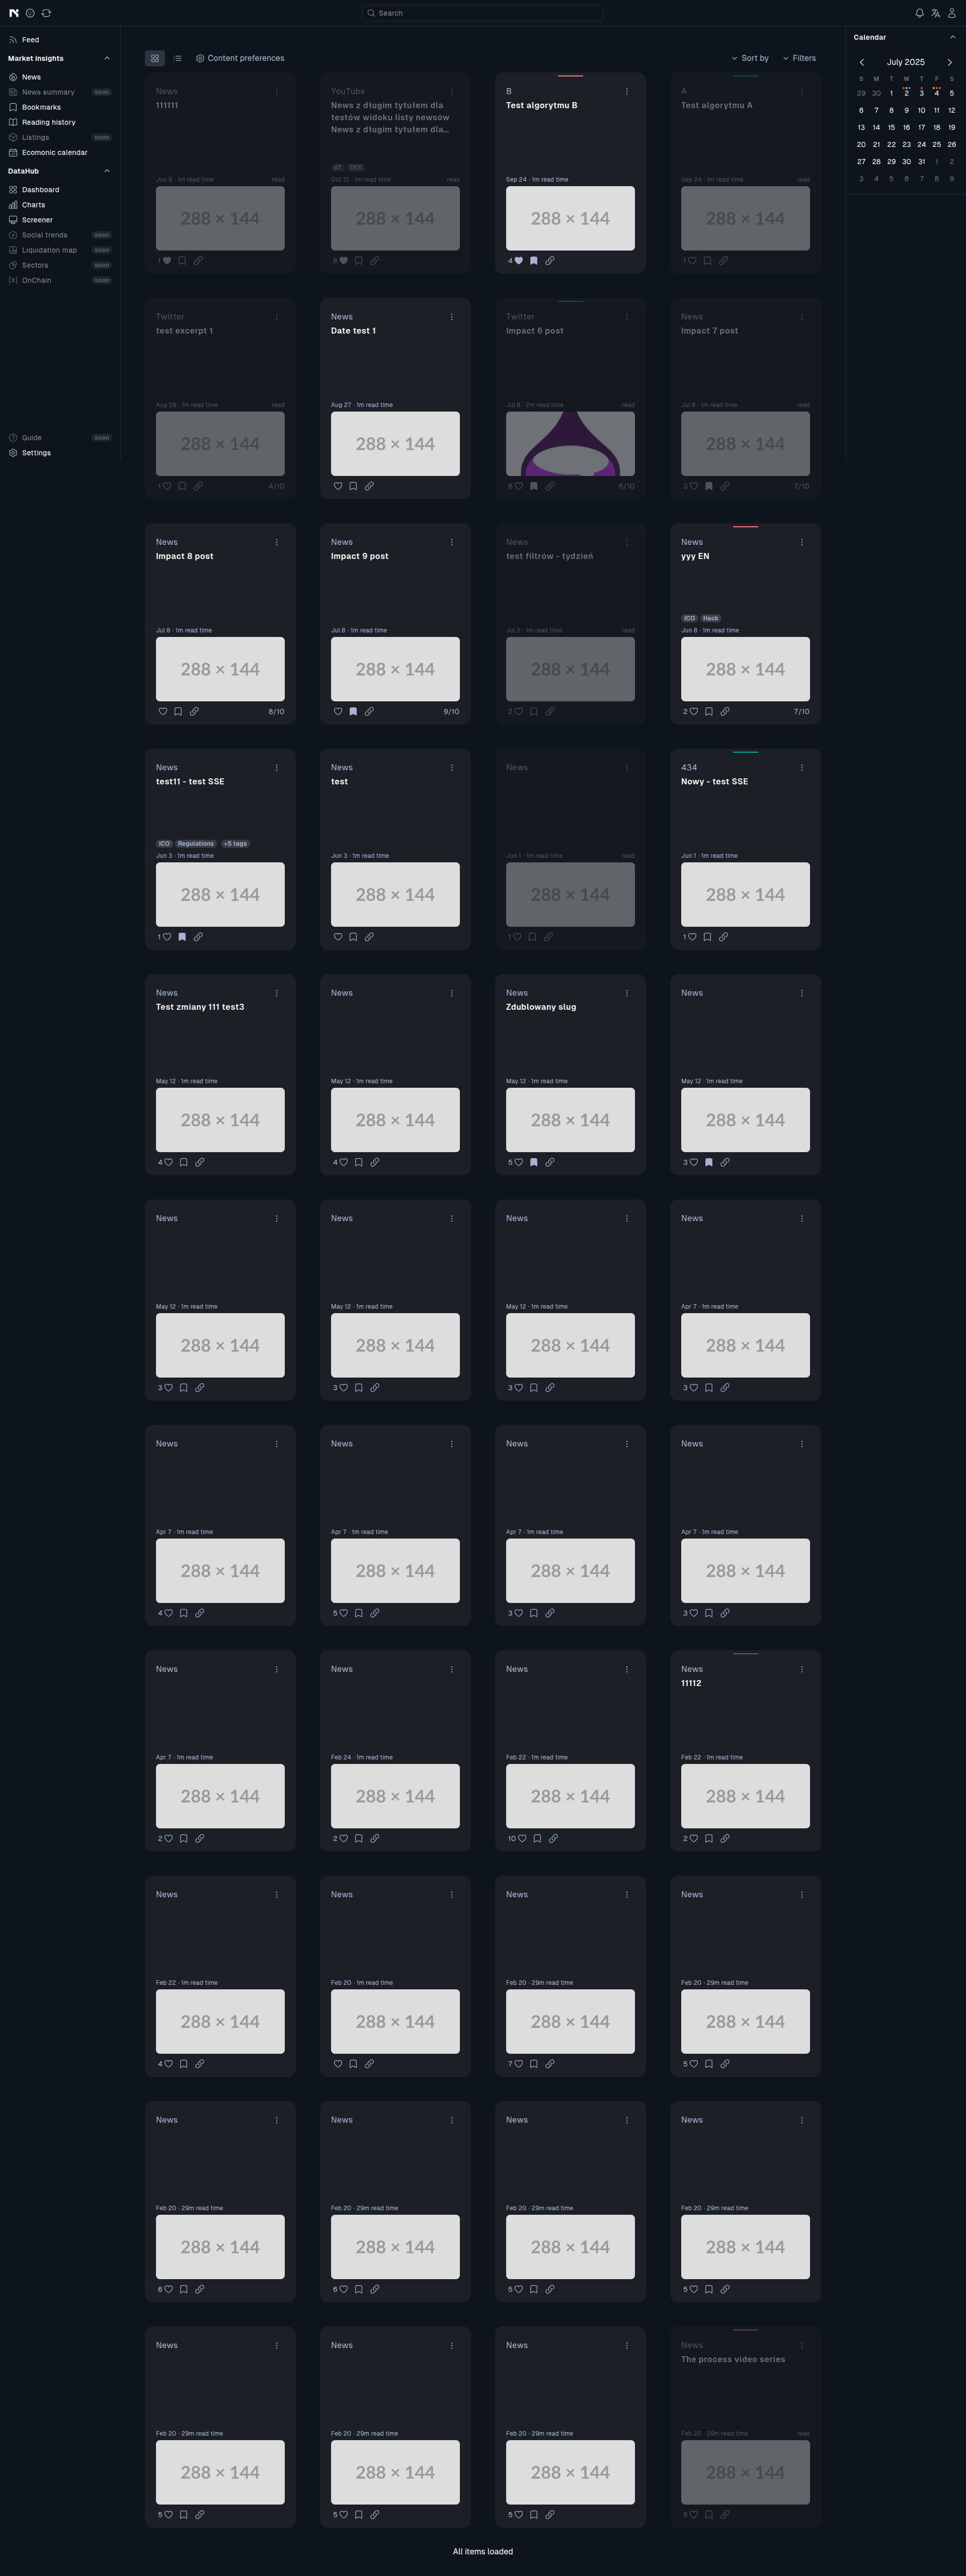 Search
Feed
Market insights
News
News summary soon
Bookmarks
Reading history
Listings soon
Ecomonic calendar
DataHub
Dashboard
Charts
Screener
Social trends soon
Liquidation map soon
Sectors soon
OnChain soon
Guide soon
Settings
Content preferences
Sort by
Filters
Calendar
July 2025
S M T W T F S
29 30 1 2 3 4 5
6 7 8 9 10 11 12
13 14 15 16 17 18 19
20 21 22 23 24 25 26
27 28 29 30 31 1 2
3 4 5 6 7 8 9
News
111111
Jun 6 · 1m read time read
288 × 144
1
YouTube
News z długim tytułem dla
testów widoku listy newsów
News z długim tytułem dla...
AT DEX
Oct 31 · 1m read time read
288 × 144
6
B
Test algorytmu B
Sep 24 · 1m read time
288 × 144
4
A
Test algorytmu A
Sep 24 · 1m read time read
288 × 144
1
Twitter
test excerpt 1
Aug 29 · 1m read time read
288 × 144
1 4/10
News
Date test 1
Aug 27 · 1m read time
288 × 144
Twitter
Impact 6 post
Jul 8 · 2m read time read
6 6/10
News
Impact 7 post
Jul 8 · 1m read time read
288 × 144
3 7/10
News
Impact 8 post
Jul 8 · 1m read time
288 × 144
8/10
News
Impact 9 post
Jul 8 · 1m read time
288 × 144
9/10
News
test filtrów - tydzień
Jul 2 · 1m read time read
288 × 144
2
News
yyy EN
ICO Hack
Jun 8 · 1m read time
288 × 144
2 7/10
News
test11 - test SSE
ICO Regulations +5 tags
Jun 3 · 1m read time
288 × 144
1
News
test
Jun 3 · 1m read time
288 × 144
News
Jun 1 · 1m read time read
288 × 144
1
434
Nowy - test SSE
Jun 1 · 1m read time
288 × 144
1
News
Test zmiany 111 test3
May 12 · 1m read time
288 × 144
4
News
May 12 · 1m read time
288 × 144
4
News
Zdublowany slug
May 12 · 1m read time
288 × 144
5
News
May 12 · 1m read time
288 × 144
3
News
May 12 · 1m read time
288 × 144
3
News
May 12 · 1m read time
288 × 144
3
News
May 12 · 1m read time
288 × 144
3
News
Apr 7 · 1m read time
288 × 144
3
News
Apr 7 · 1m read time
288 × 144
4
News
Apr 7 · 1m read time
288 × 144
5
News
Apr 7 · 1m read time
288 × 144
3
News
Apr 7 · 1m read time
288 × 144
3
News
Apr 7 · 1m read time
288 × 144
2
News
Feb 24 · 1m read time
288 × 144
2
News
Feb 22 · 1m read time
288 × 144
10
News
11112
Feb 22 · 1m read time
288 × 144
2
News
Feb 22 · 1m read time
288 × 144
4
News
Feb 20 · 1m read time
288 × 144
News
Feb 20 · 29m read time
288 × 144
7
News
Feb 20 · 29m read time
288 × 144
5
News
Feb 20 · 29m read time
288 × 144
6
News
Feb 20 · 29m read time
288 × 144
6
News
Feb 20 · 29m read time
288 × 144
5
News
Feb 20 · 29m read time
288 × 144
5
News
Feb 20 · 29m read time
288 × 144
5
News
Feb 20 · 29m read time
288 × 144
5
News
Feb 20 · 29m read time
288 × 144
5
News
The process video series
Feb 20 · 29m read time read
288 × 144
5
All items loaded